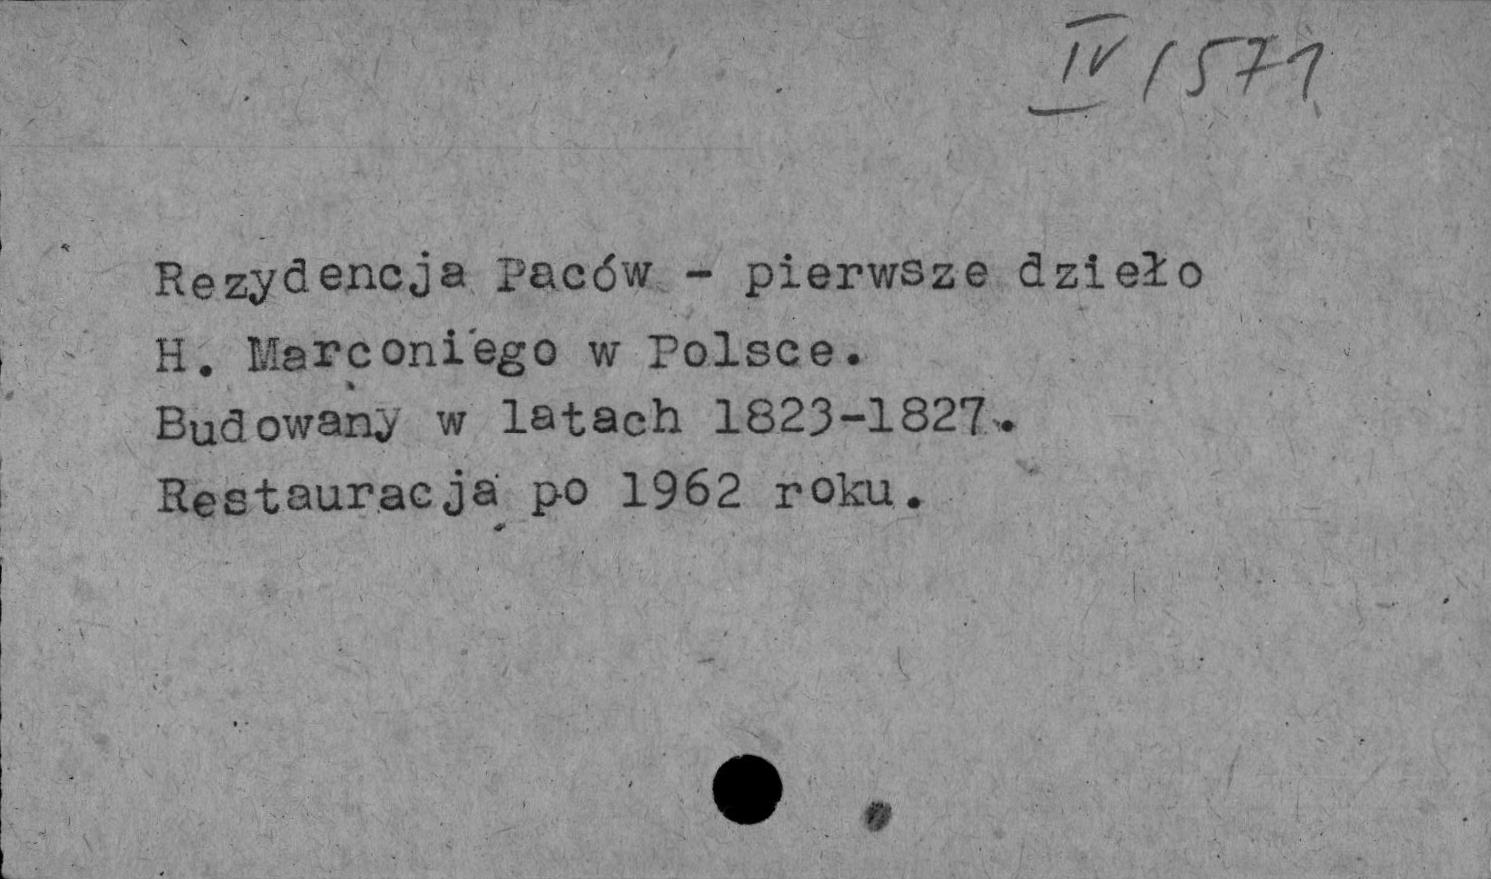 IV/571
Rezydencja Paców - pierwsze dzieło
H. Marconiego w Polsce.
Budowany w latach 1823-1827.
Restauracja po 1962 roku.